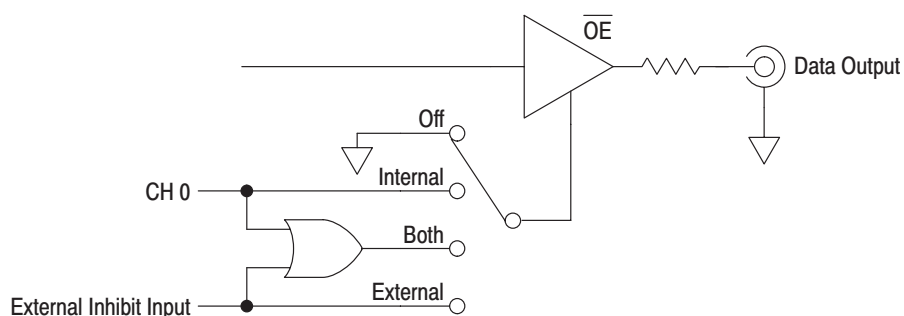 OE
Data Output
Off
Internal
CH 0
Both
External Inhibit Input
External